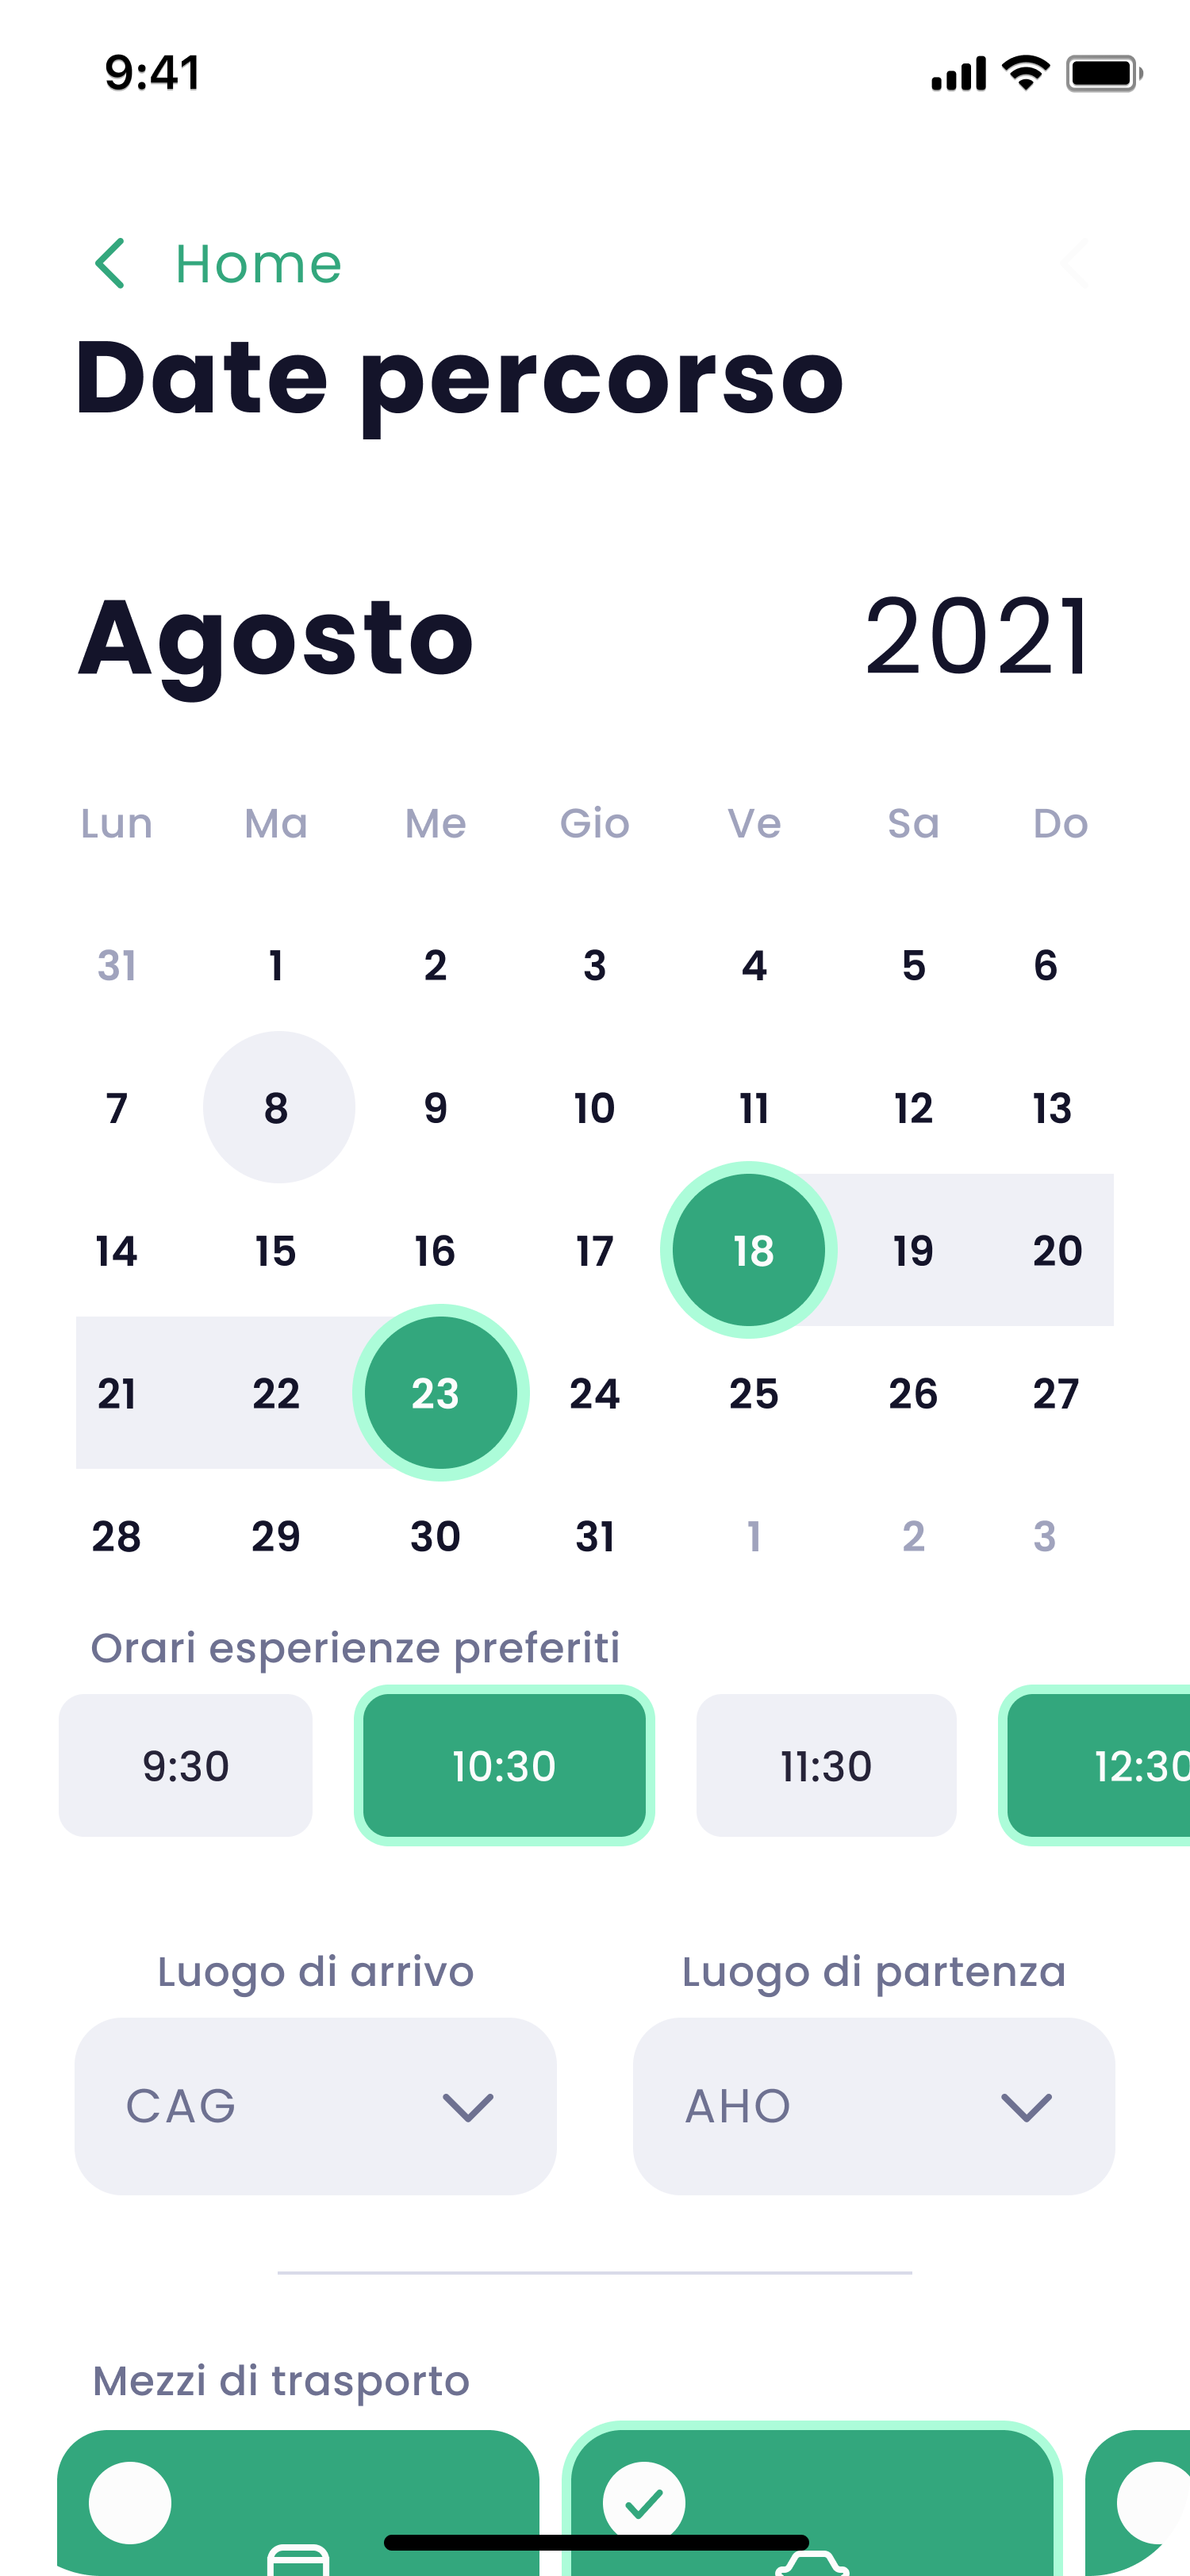 9:41
Home
Date percorso
Agosto 2021
Lun Ma Me Gio Ve Sa Do
31 1 2 3 4 5 6
7 8 9 10 11 12 13
14 15 16 17 18 19 20
21 22 23 24 25 26 27
28 29 30 31 1 2 3
Orari esperienze preferiti
9:30 10:30 11:30 12:30
Luogo di arrivo Luogo di partenza
CAG AHO
Mezzi di trasporto